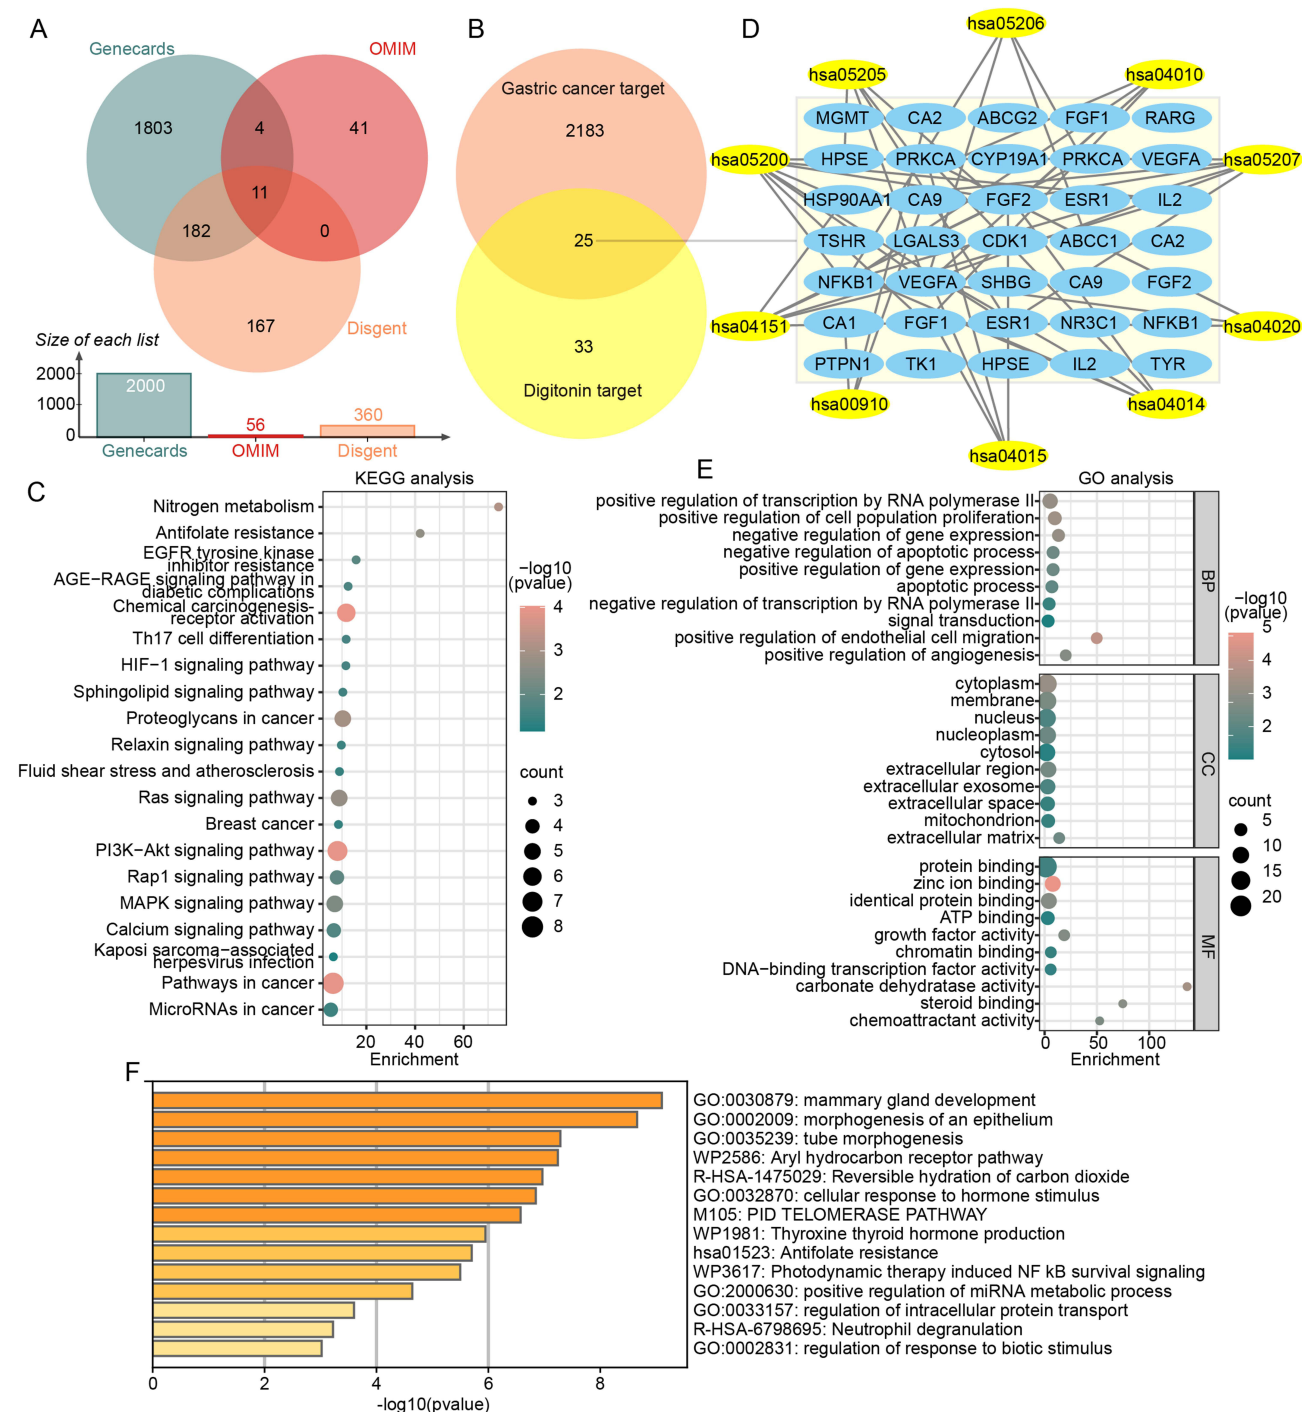 A
Genecards
OMIM
1803
4
41
11
182
0
167
Disgent
Size of each list
2000
1000
0
2000
56
360
Genecards
OMIM
Disgent
B
Gastric cancer target
2183
25
33
Digitonin target
D
hsa05206
hsa05205
hsa04010
hsa05200
hsa05207
hsa04151
hsa04020
hsa00910
hsa04014
hsa04015
MGMT CA2 ABCG2 FGF1 RARG
HPSE PRKCA CYP19A1 PRKCA VEGFA
HSP90AA1 CA9 FGF2 ESR1 IL2
TSHR LGALS3 CDK1 ABCC1 CA2
NFKB1 VEGFA SHBG CA9 FGF2
CA1 FGF1 ESR1 NR3C1 NFKB1
PTPN1 TK1 HPSE IL2 TYR
C
KEGG analysis
Nitrogen metabolism
Antifolate resistance
EGFR tyrosine kinase
inhibitor resistance
AGE−RAGE signaling pathway in
diabetic complications
Chemical carcinogenesis-
receptor activation
Th17 cell differentiation
HIF−1 signaling pathway
Sphingolipid signaling pathway
Proteoglycans in cancer
Relaxin signaling pathway
Fluid shear stress and atherosclerosis
Ras signaling pathway
Breast cancer
PI3K−Akt signaling pathway
Rap1 signaling pathway
MAPK signaling pathway
Calcium signaling pathway
Kaposi sarcoma−associated
herpesvirus infection
Pathways in cancer
MicroRNAs in cancer
20 40 60
Enrichment
−log10
(pvalue)
4
3
2
count
3
4
5
6
7
8
E
GO analysis
positive regulation of transcription by RNA polymerase II
positive regulation of cell population proliferation
negative regulation of gene expression
negative regulation of apoptotic process
positive regulation of gene expression
apoptotic process
negative regulation of transcription by RNA polymerase II
signal transduction
positive regulation of endothelial cell migration
positive regulation of angiogenesis
BP
cytoplasm
membrane
nucleus
nucleoplasm
cytosol
extracellular region
extracellular exosome
extracellular space
mitochondrion
extracellular matrix
CC
protein binding
zinc ion binding
identical protein binding
ATP binding
growth factor activity
chromatin binding
DNA−binding transcription factor activity
carbonate dehydratase activity
steroid binding
chemoattractant activity
MF
0 50 100
Enrichment
−log10
(pvalue)
5
4
3
2
count
5
10
15
20
F
GO:0030879: mammary gland development
GO:0002009: morphogenesis of an epithelium
GO:0035239: tube morphogenesis
WP2586: Aryl hydrocarbon receptor pathway
R-HSA-1475029: Reversible hydration of carbon dioxide
GO:0032870: cellular response to hormone stimulus
M105: PID TELOMERASE PATHWAY
WP1981: Thyroxine thyroid hormone production
hsa01523: Antifolate resistance
WP3617: Photodynamic therapy induced NF kB survival signaling
GO:2000630: positive regulation of miRNA metabolic process
GO:0033157: regulation of intracellular protein transport
R-HSA-6798695: Neutrophil degranulation
GO:0002831: regulation of response to biotic stimulus
0 2 4 6 8
-log10(pvalue)